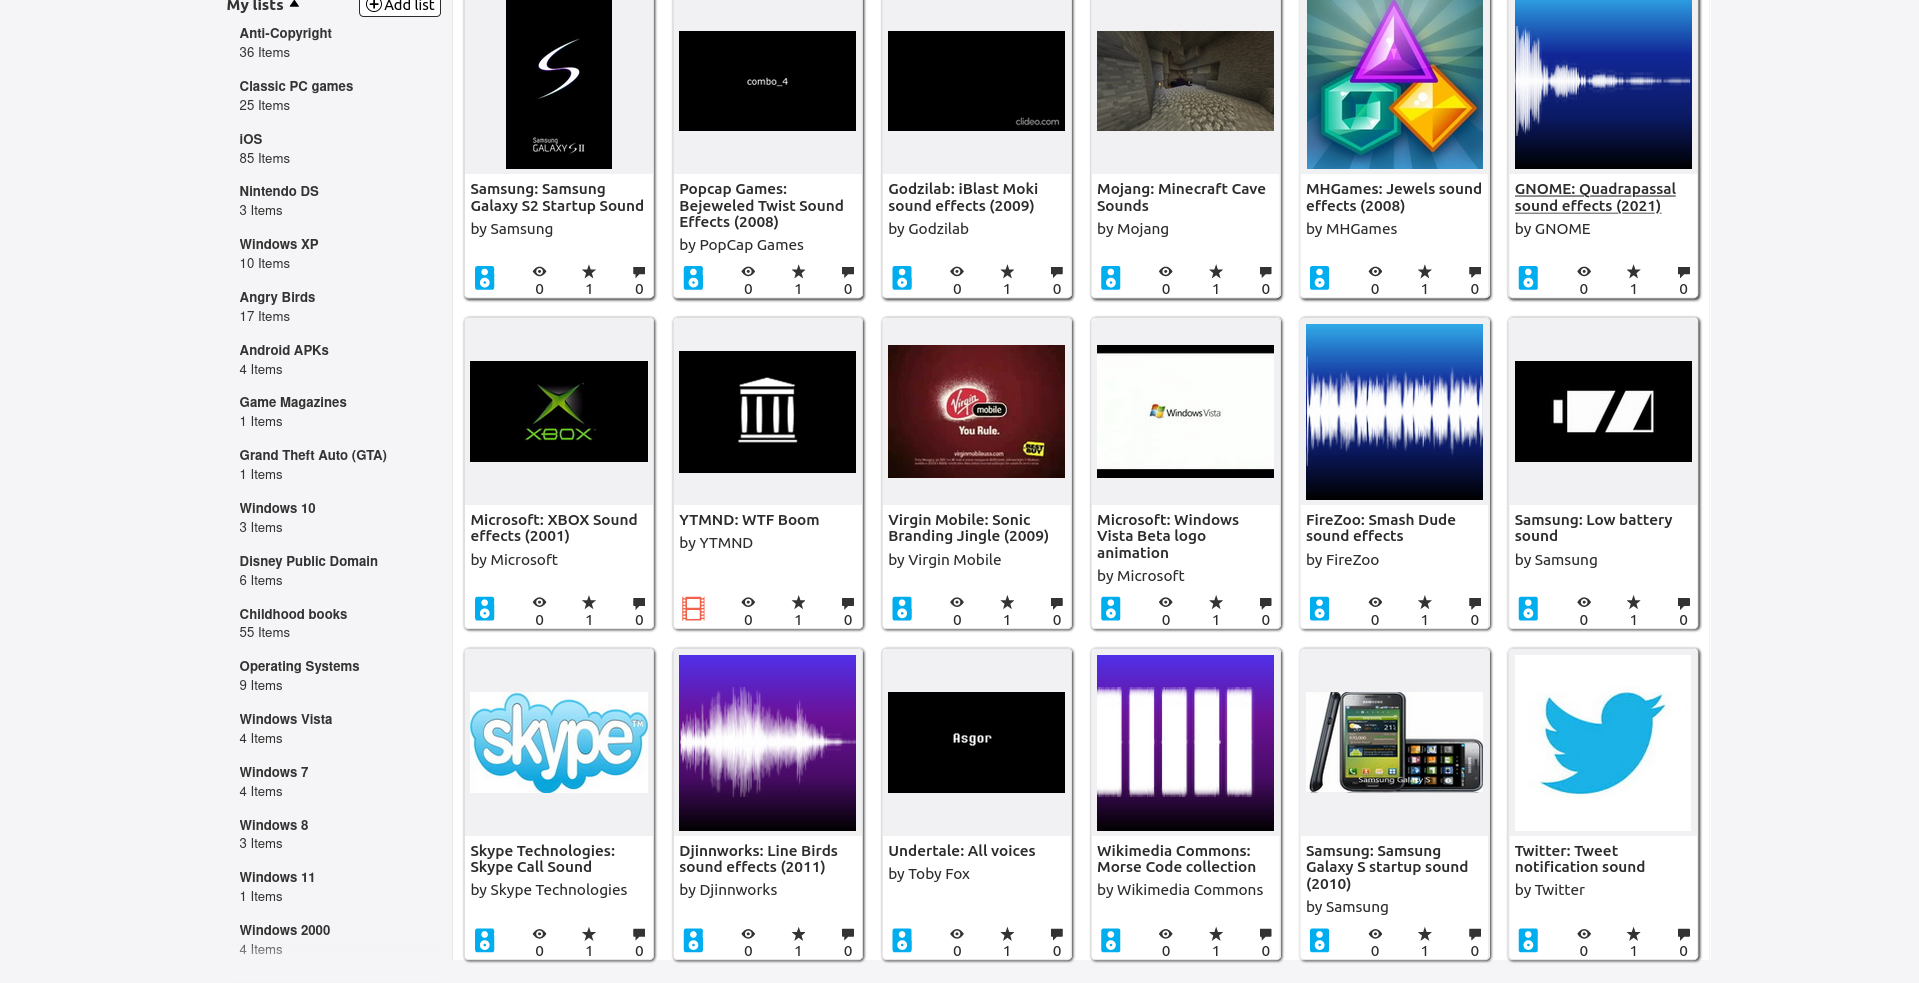 My lists
Add list
Anti-Copyright
36 Items
Classic PC games
25 Items
iOS
85 Items
Nintendo DS
3 Items
Windows XP
10 Items
Angry Birds
17 Items
Android APKs
4 Items
Game Magazines
1 Items
Grand Theft Auto (GTA)
1 Items
Windows 10
3 Items
Disney Public Domain
6 Items
Childhood books
55 Items
Operating Systems
9 Items
Windows Vista
4 Items
Windows 7
4 Items
Windows 8
3 Items
Windows 11
1 Items
Windows 2000
4 Items
Samsung
GALAXY S II
Samsung: Samsung
Galaxy S2 Startup Sound
by Samsung
0 1 0
combo_4
Popcap Games:
Bejeweled Twist Sound
Effects (2008)
by PopCap Games
0 1 0
clideo.com
Godzilab: iBlast Moki
sound effects (2009)
by Godzilab
0 1 0
Mojang: Minecraft Cave
Sounds
by Mojang
0 1 0
MHGames: Jewels sound
effects (2008)
by MHGames
0 1 0
GNOME: Quadrapassal
sound effects (2021)
by GNOME
0 1 0
XBOX
Microsoft: XBOX Sound
effects (2001)
by Microsoft
0 1 0
YTMND: WTF Boom
by YTMND
0 1 0
Virgin
mobile
You Rule.
virginmobileusa.com
BEST BUY
Virgin Mobile: Sonic
Branding Jingle (2009)
by Virgin Mobile
0 1 0
Windows Vista
Microsoft: Windows
Vista Beta logo
animation
by Microsoft
0 1 0
FireZoo: Smash Dude
sound effects
by FireZoo
0 1 0
Samsung: Low battery
sound
by Samsung
0 1 0
skype™
Skype Technologies:
Skype Call Sound
by Skype Technologies
0 1 0
Djinnworks: Line Birds
sound effects (2011)
by Djinnworks
0 1 0
Asgor
Undertale: All voices
by Toby Fox
0 1 0
Wikimedia Commons:
Morse Code collection
by Wikimedia Commons
0 1 0
Samsung Galaxy S
Samsung: Samsung
Galaxy S startup sound
(2010)
by Samsung
0 1 0
Twitter: Tweet
notification sound
by Twitter
0 1 0